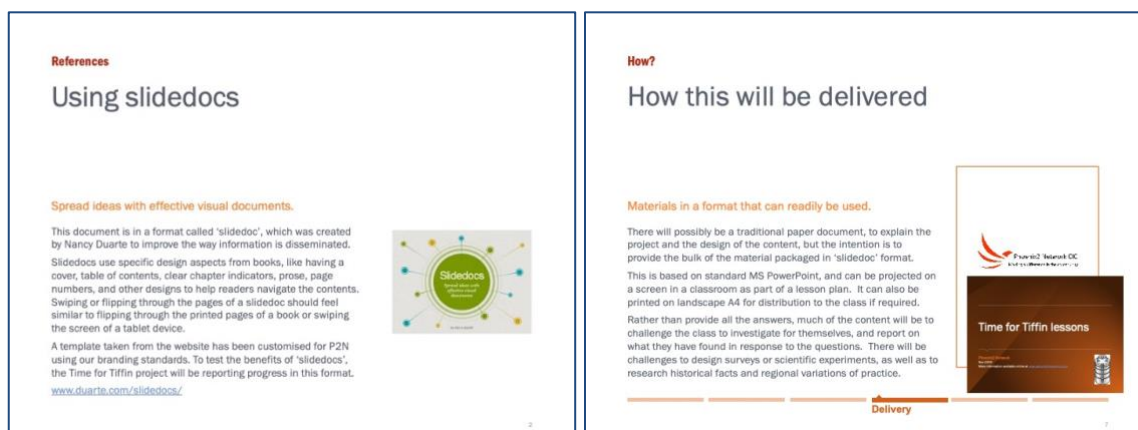 References
Using slidedocs
Spread ideas with effective visual documents.
This document is in a format called ‘slidedoc’, which was created
by Nancy Duarte to improve the way information is disseminated.
Slidedocs use specific design aspects from books, like having a
cover, table of contents, clear chapter indicators, prose, page
numbers, and other designs to help readers navigate the contents.
Swiping or flipping through the pages of a slidedoc should feel
similar to flipping through the printed pages of a book or swiping
the screen of a tablet device.
A template taken from the website has been customised for P2N
using our branding standards. To test the benefits of ‘slidedocs’,
the Time for Tiffin project will be reporting progress in this format.
www.duarte.com/slidedocs/
Slidedocs
Spread ideas with
effective visual
documents
2
How?
How this will be delivered
Materials in a format that can readily be used.
There will possibly be a traditional paper document, to explain the
project and the design of the content, but the intention is to
provide the bulk of the material packaged in ‘slidedoc’ format.
This is based on standard MS PowerPoint, and can be projected on
a screen in a classroom as part of a lesson plan. It can also be
printed on landscape A4 for distribution to the class if required.
Rather than provide all the answers, much of the content will be to
challenge the class to investigate for themselves, and report on
what they have found in response to the questions. There will be
challenges to design surveys or scientific experiments, as well as to
research historical facts and regional variations of practice.
Phoenix2 Network CIC
Time for Tiffin lessons
Delivery
7